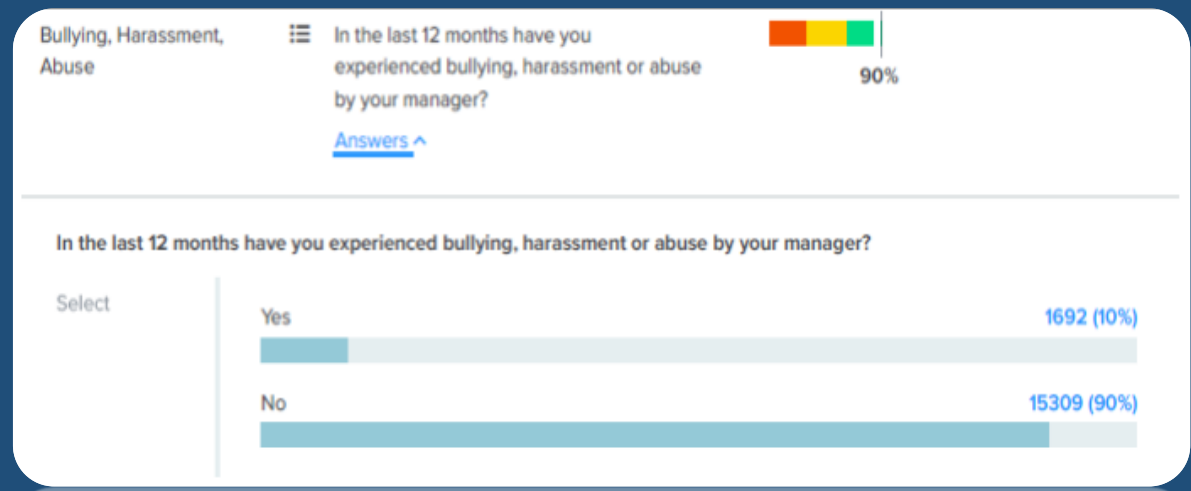 Bullying, Harassment,
Abuse
In the last 12 months have you
experienced bullying, harassment or abuse
by your manager?
Answers
90%
In the last 12 months have you experienced bullying, harassment or abuse by your manager?
Select
Yes
1692 (10%)
No
15309 (90%)